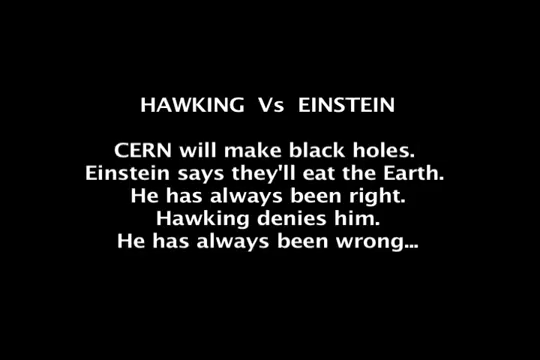 HAWKING  Vs  EINSTEIN
CERN will make black holes.
Einstein says they'll eat the Earth.
He has always been right.
Hawking denies him.
He has always been wrong...